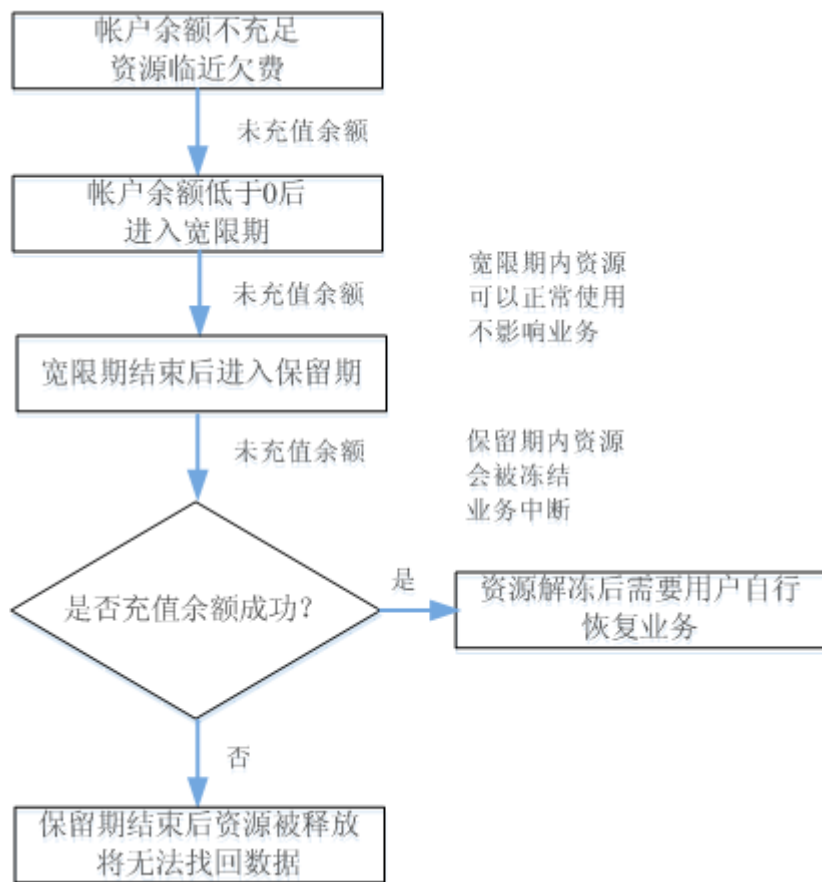 帐户余额不充足
资源临近欠费
未充值余额
帐户余额低于0后
进入宽限期
宽限期内资源
可以正常使用
不影响业务
未充值余额
宽限期结束后进入保留期
保留期内资源
会被冻结
业务中断
未充值余额
是否充值余额成功?
是
资源解冻后需要用户自行
恢复业务
否
保留期结束后资源被释放
将无法找回数据